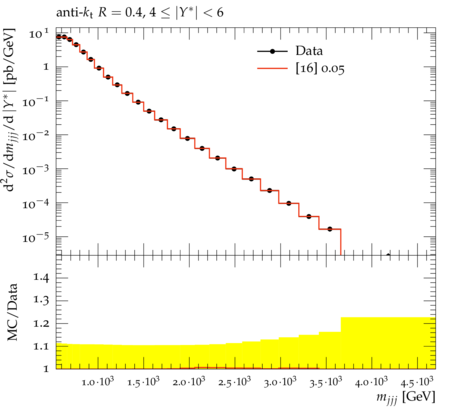 anti-kt R = 0.4, 4 ≤ |Y*| < 6
d²σ/dmjjj/d|Y*| [pb/GeV]
10¹
1
10⁻¹
10⁻²
10⁻³
10⁻⁴
10⁻⁵
Data
[16] 0.05
MC/Data
1.4
1.3
1.2
1.1
1
1.0·10³ 1.5·10³ 2.0·10³ 2.5·10³ 3.0·10³ 3.5·10³ 4.0·10³ 4.5·10³
mjjj [GeV]